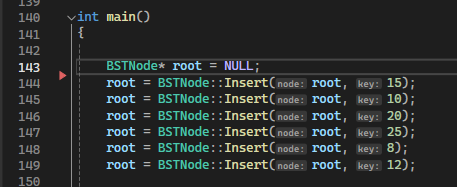 139
140 int main()
141 {
142
143 BSTNode* root = NULL;
144 root = BSTNode::Insert(node: root, key: 15);
145 root = BSTNode::Insert(node: root, key: 10);
146 root = BSTNode::Insert(node: root, key: 20);
147 root = BSTNode::Insert(node: root, key: 25);
148 root = BSTNode::Insert(node: root, key: 8);
149 root = BSTNode::Insert(node: root, key: 12);
150